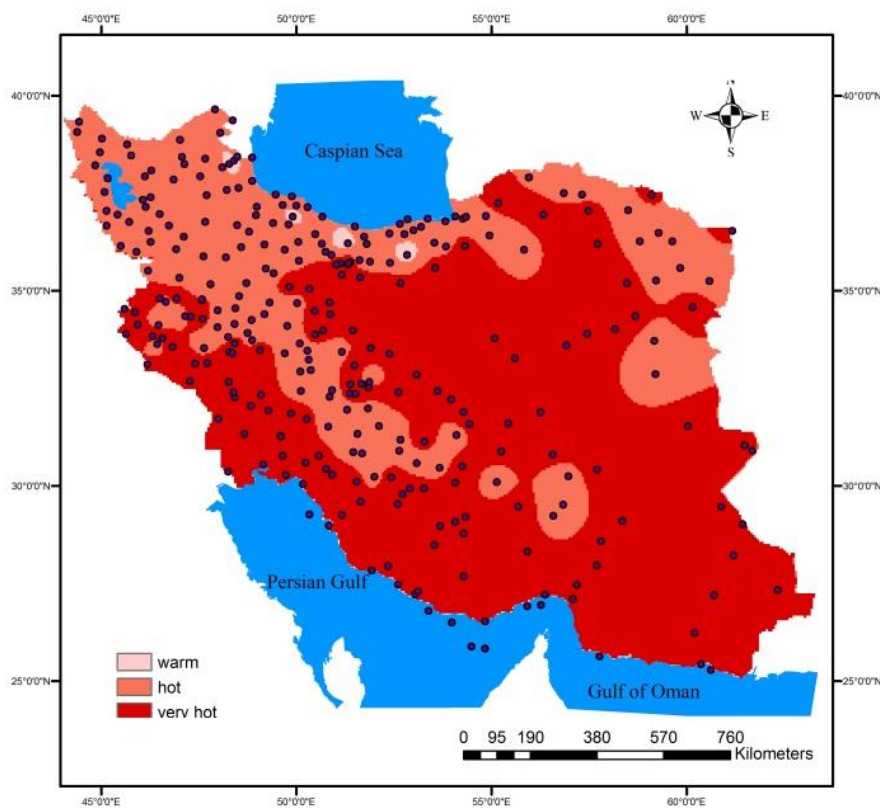 45°0'0"E 50°0'0"E 55°0'0"E 60°0'0"E
40°0'0"N 40°0'0"N
N
W E
S
Caspian Sea
35°0'0"N 35°0'0"N
30°0'0"N 30°0'0"N
Persian Gulf
warm
hot
very hot
25°0'0"N 25°0'0"N
Gulf of Oman
0 95 190 380 570 760
Kilometers
45°0'0"E 50°0'0"E 55°0'0"E 60°0'0"E